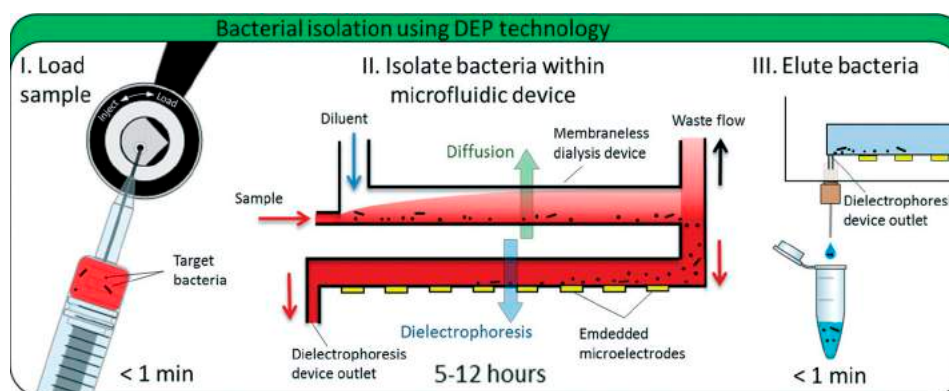 Bacterial isolation using DEP technology
I. Load
sample
Inject
Load
Target
bacteria
< 1 min
II. Isolate bacteria within
microfluidic device
Diluent
Diffusion
Membraneless
dialysis device
Waste flow
Sample
Dielectrophoresis
Dielectrophoresis
device outlet
Emdedded
microelectrodes
5-12 hours
III. Elute bacteria
Dielectrophores
device outlet
< 1 min